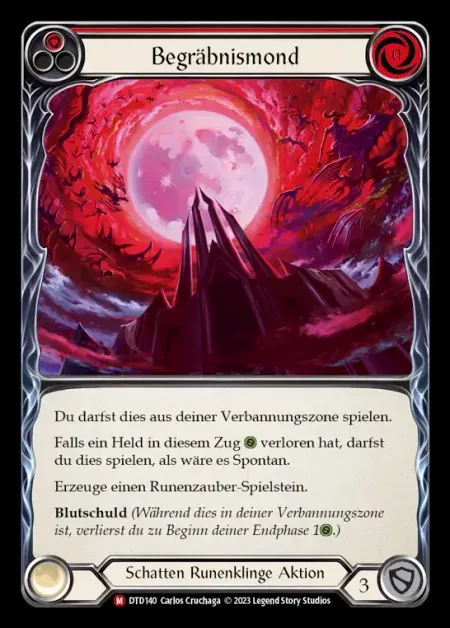 Begräbnismond
0
Du darfst dies aus deiner Verbannungszone spielen.
Falls ein Held in diesem Zug verloren hat, darfst
du dies spielen, als wäre es Spontan.
Erzeuge einen Runenzauber-Spielstein.
Blutschuld (Während dies in deiner Verbannungszone
ist, verlierst du zu Beginn deiner Endphase 1.)
Schatten Runenklinge Aktion
3
M DTD140 Carlos Cruchaga © 2023 Legend Story Studios